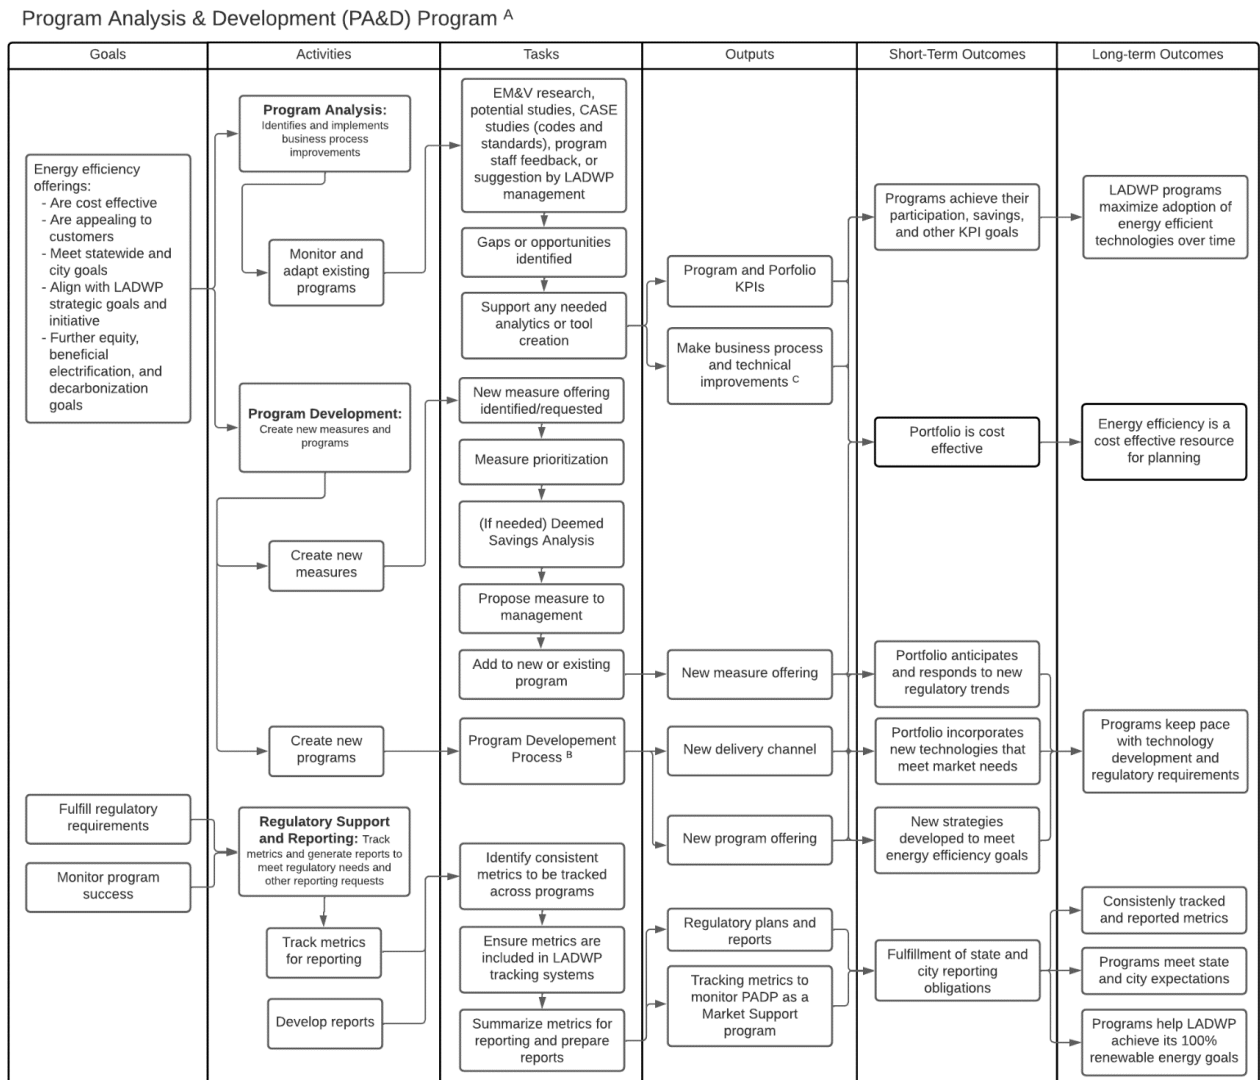 Program Analysis & Development (PA&D) Program A
Goals
Activities
Tasks
Outputs
Short-Term Outcomes
Long-term Outcomes
Energy efficiency
offerings:
- Are cost effective
- Are appealing to
customers
- Meet statewide and
city goals
- Align with LADWP
strategic goals and
initiative
- Further equity,
beneficial
electrification, and
decarbonization
goals
Fulfill regulatory
requirements
Monitor program
success
Program Analysis:
Identifies and implements
business process
improvements
Monitor and
adapt existing
programs
Program Development:
Create new measures and
programs
Create new
measures
Create new
programs
Regulatory Support
and Reporting: Track
metrics and generate reports to
meet regulatory needs and
other reporting requests
Track metrics
for reporting
Develop reports
EM&V research,
potential studies, CASE
studies (codes and
standards), program
staff feedback, or
suggestion by LADWP
management
Gaps or opportunities
identified
Support any needed
analytics or tool
creation
New measure offering
identified/requested
Measure prioritization
(If needed) Deemed
Savings Analysis
Propose measure to
management
Add to new or existing
program
Program Developement
Process B
Identify consistent
metrics to be tracked
across programs
Ensure metrics are
included in LADWP
tracking systems
Summarize metrics for
reporting and prepare
reports
Program and Porfolio
KPIs
Make business process
and technical
improvements C
New measure offering
New delivery channel
New program offering
Regulatory plans and
reports
Tracking metrics to
monitor PADP as a
Market Support
program
Programs achieve their
participation, savings,
and other KPI goals
Portfolio is cost
effective
Portfolio anticipates
and responds to new
regulatory trends
Portfolio incorporates
new technologies that
meet market needs
New strategies
developed to meet
energy efficiency goals
Fulfillment of state and
city reporting
obligations
LADWP programs
maximize adoption of
energy efficient
technologies over time
Energy efficiency is a
cost effective resource
for planning
Programs keep pace
with technology
development and
regulatory requirements
Consistenly tracked
and reported metrics
Programs meet state
and city expectations
Programs help LADWP
achieve its 100%
renewable energy goals